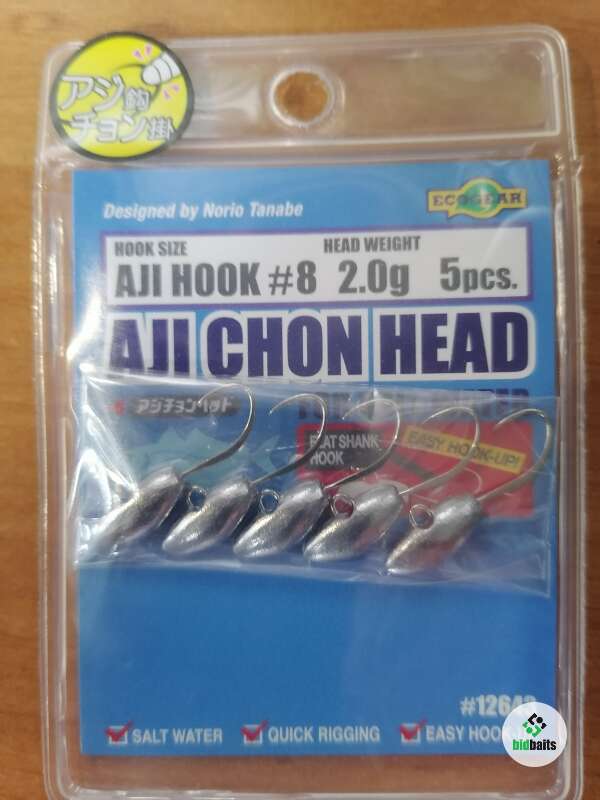 アジ鈎
チョン掛
ECOGEAR
Designed by Norio Tanabe
HOOK SIZE HEAD WEIGHT
AJI HOOK #8 2.0g 5pcs.
AJI CHON HEAD
アジチョンヘッド
FLAT SHANK
HOOK
EASY HOOK-UP!
SALT WATER QUICK RIGGING EASY
bidbaits